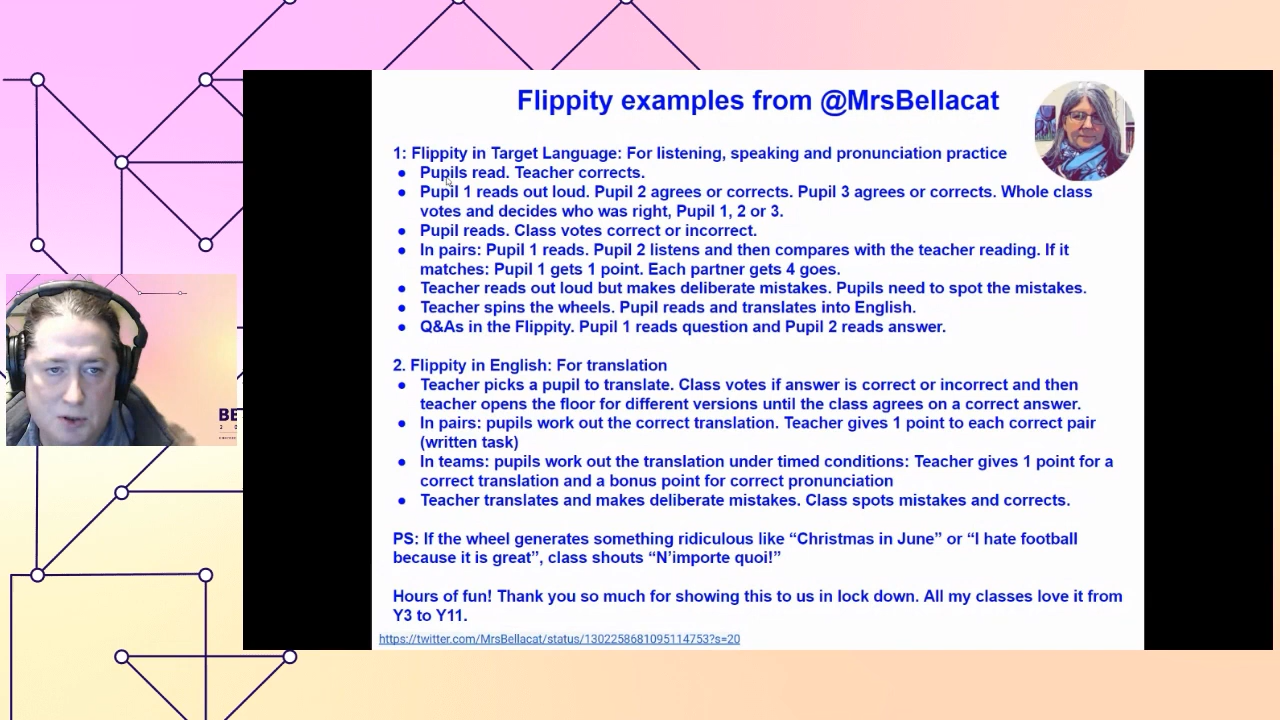 Flippity examples from @MrsBellacat
1: Flippity in Target Language: For listening, speaking and pronunciation practice
● Pupils read. Teacher corrects.
● Pupil 1 reads out loud. Pupil 2 agrees or corrects. Pupil 3 agrees or corrects. Whole class
votes and decides who was right, Pupil 1, 2 or 3.
● Pupil reads. Class votes correct or incorrect.
● In pairs: Pupil 1 reads. Pupil 2 listens and then compares with the teacher reading. If it
matches: Pupil 1 gets 1 point. Each partner gets 4 goes.
● Teacher reads out loud but makes deliberate mistakes. Pupils need to spot the mistakes.
● Teacher spins the wheels. Pupil reads and translates into English.
● Q&As in the Flippity. Pupil 1 reads question and Pupil 2 reads answer.
2. Flippity in English: For translation
● Teacher picks a pupil to translate. Class votes if answer is correct or incorrect and then
teacher opens the floor for different versions until the class agrees on a correct answer.
● In pairs: pupils work out the correct translation. Teacher gives 1 point to each correct pair
(written task)
● In teams: pupils work out the translation under timed conditions: Teacher gives 1 point for a
correct translation and a bonus point for correct pronunciation
● Teacher translates and makes deliberate mistakes. Class spots mistakes and corrects.
PS: If the wheel generates something ridiculous like “Christmas in June” or “I hate football
because it is great”, class shouts “N’importe quoi!”
Hours of fun! Thank you so much for showing this to us in lock down. All my classes love it from
Y3 to Y11.
https://twitter.com/MrsBellacat/status/1302258681095114753?s=20
BE